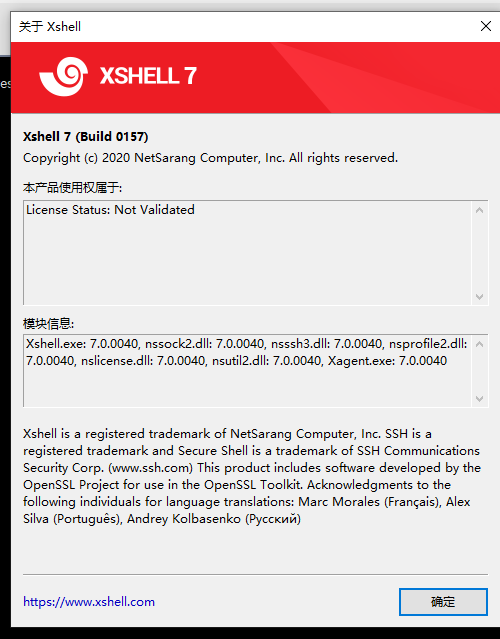 关于 Xshell
es
XSHELL 7
Xshell 7 (Build 0157)
Copyright (c) 2020 NetSarang Computer, Inc. All rights reserved.
本产品使用权属于:
License Status: Not Validated
模块信息:
Xshell.exe: 7.0.0040, nssock2.dll: 7.0.0040, nsssh3.dll: 7.0.0040, nsprofile2.dll:
7.0.0040, nslicense.dll: 7.0.0040, nsutil2.dll: 7.0.0040, Xagent.exe: 7.0.0040
Xshell is a registered trademark of NetSarang Computer, Inc. SSH is a
registered trademark and Secure Shell is a trademark of SSH Communications
Security Corp. (www.ssh.com) This product includes software developed by the
OpenSSL Project for use in the OpenSSL Toolkit. Acknowledgments to the
following individuals for language translations: Marc Morales (Français), Alex
Silva (Português), Andrey Kolbasenko (Русский)
https://www.xshell.com
确定